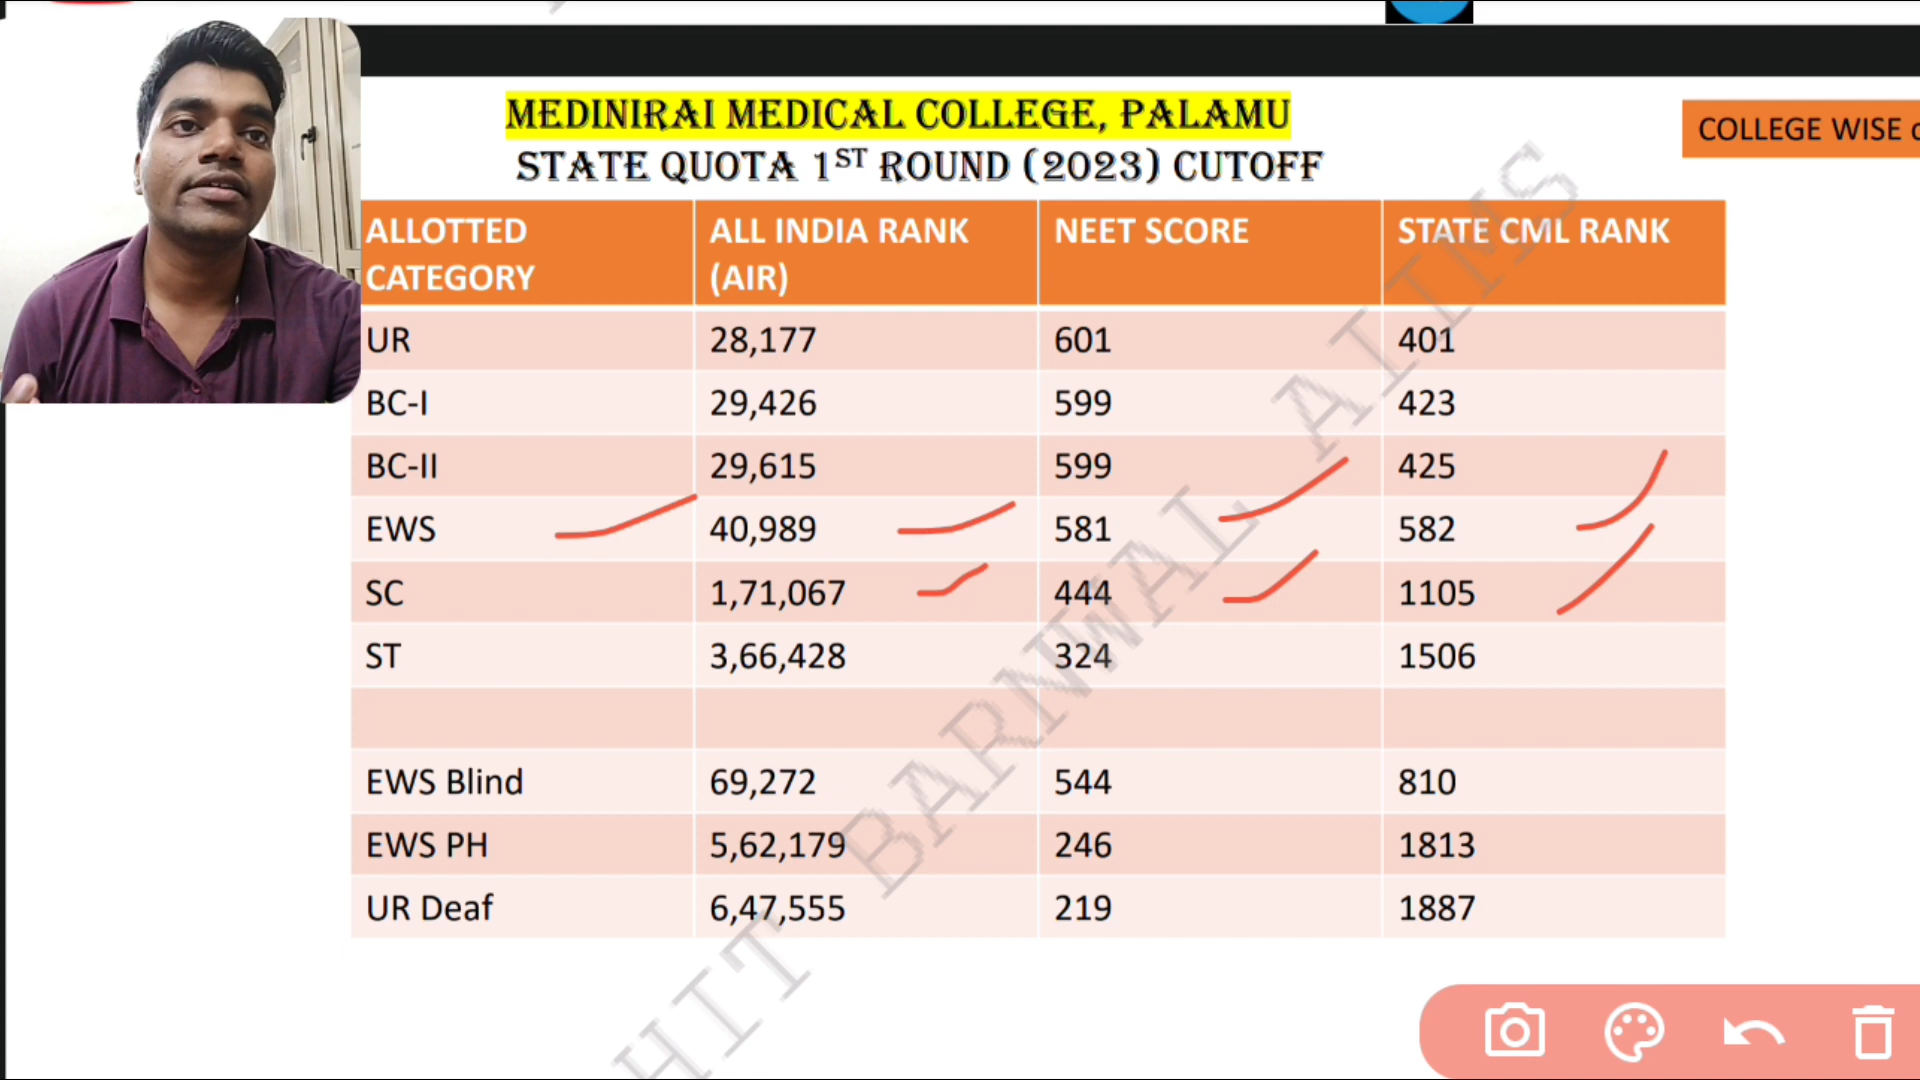 MEDINIRAI MEDICAL COLLEGE, PALAMU
STATE QUOTA 1ST ROUND (2023) CUTOFF
COLLEGE WISE
ALLOTTED CATEGORY ALL INDIA RANK (AIR) NEET SCORE STATE CML RANK
UR 28,177 601 401
BC-I 29,426 599 423
BC-II 29,615 599 425
EWS 40,989 581 582
SC 1,71,067 444 1105
ST 3,66,428 324 1506
EWS Blind 69,272 544 810
EWS PH 5,62,179 246 1813
UR Deaf 6,47,555 219 1887
HIT BARNWAL AIIMS